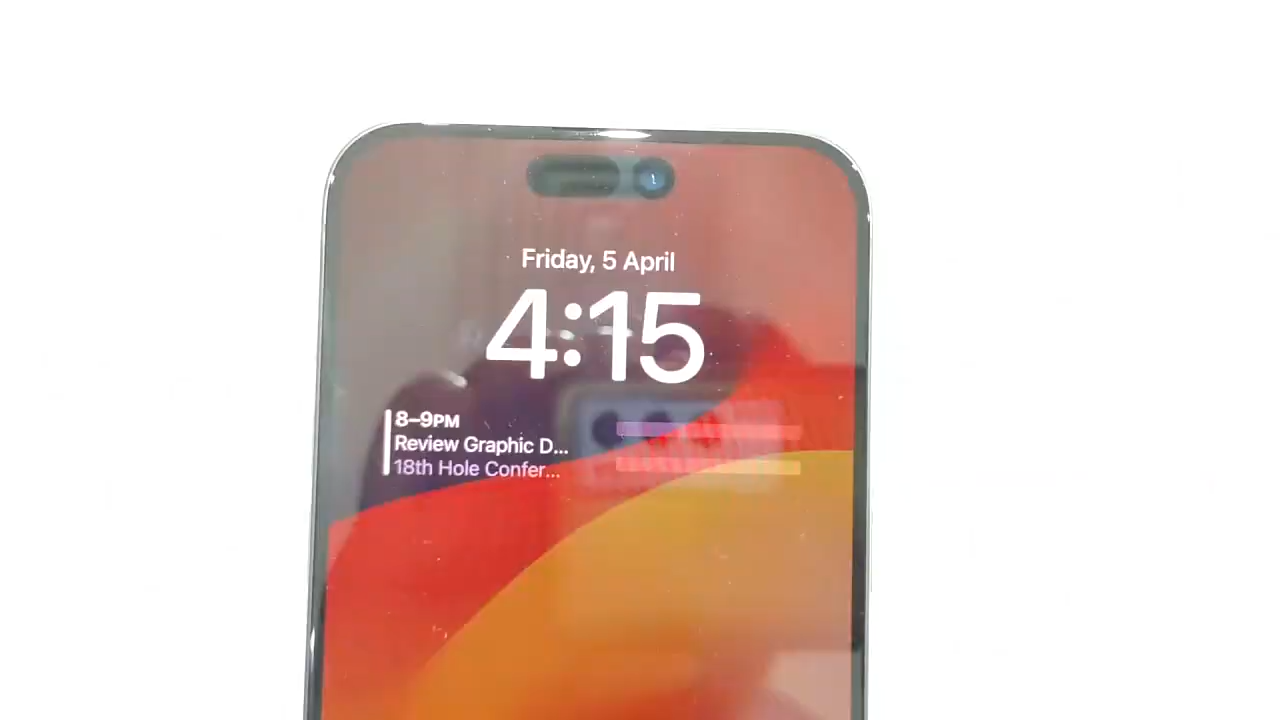 Friday, 5 April
4:15
8–9PM
Review Graphic D...
18th Hole Confer...